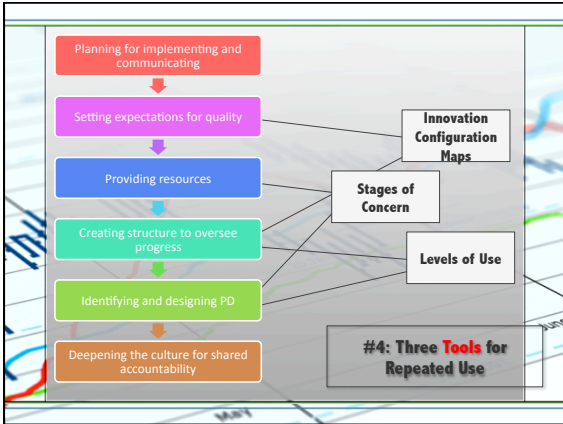 Planning for implementing and
communicating
Setting expectations for quality
Providing resources
Creating structure to oversee
progress
Identifying and designing PD
Deepening the culture for shared
accountability
Innovation
Configuration
Maps
Stages of
Concern
Levels of Use
#4: Three Tools for
Repeated Use
May
June